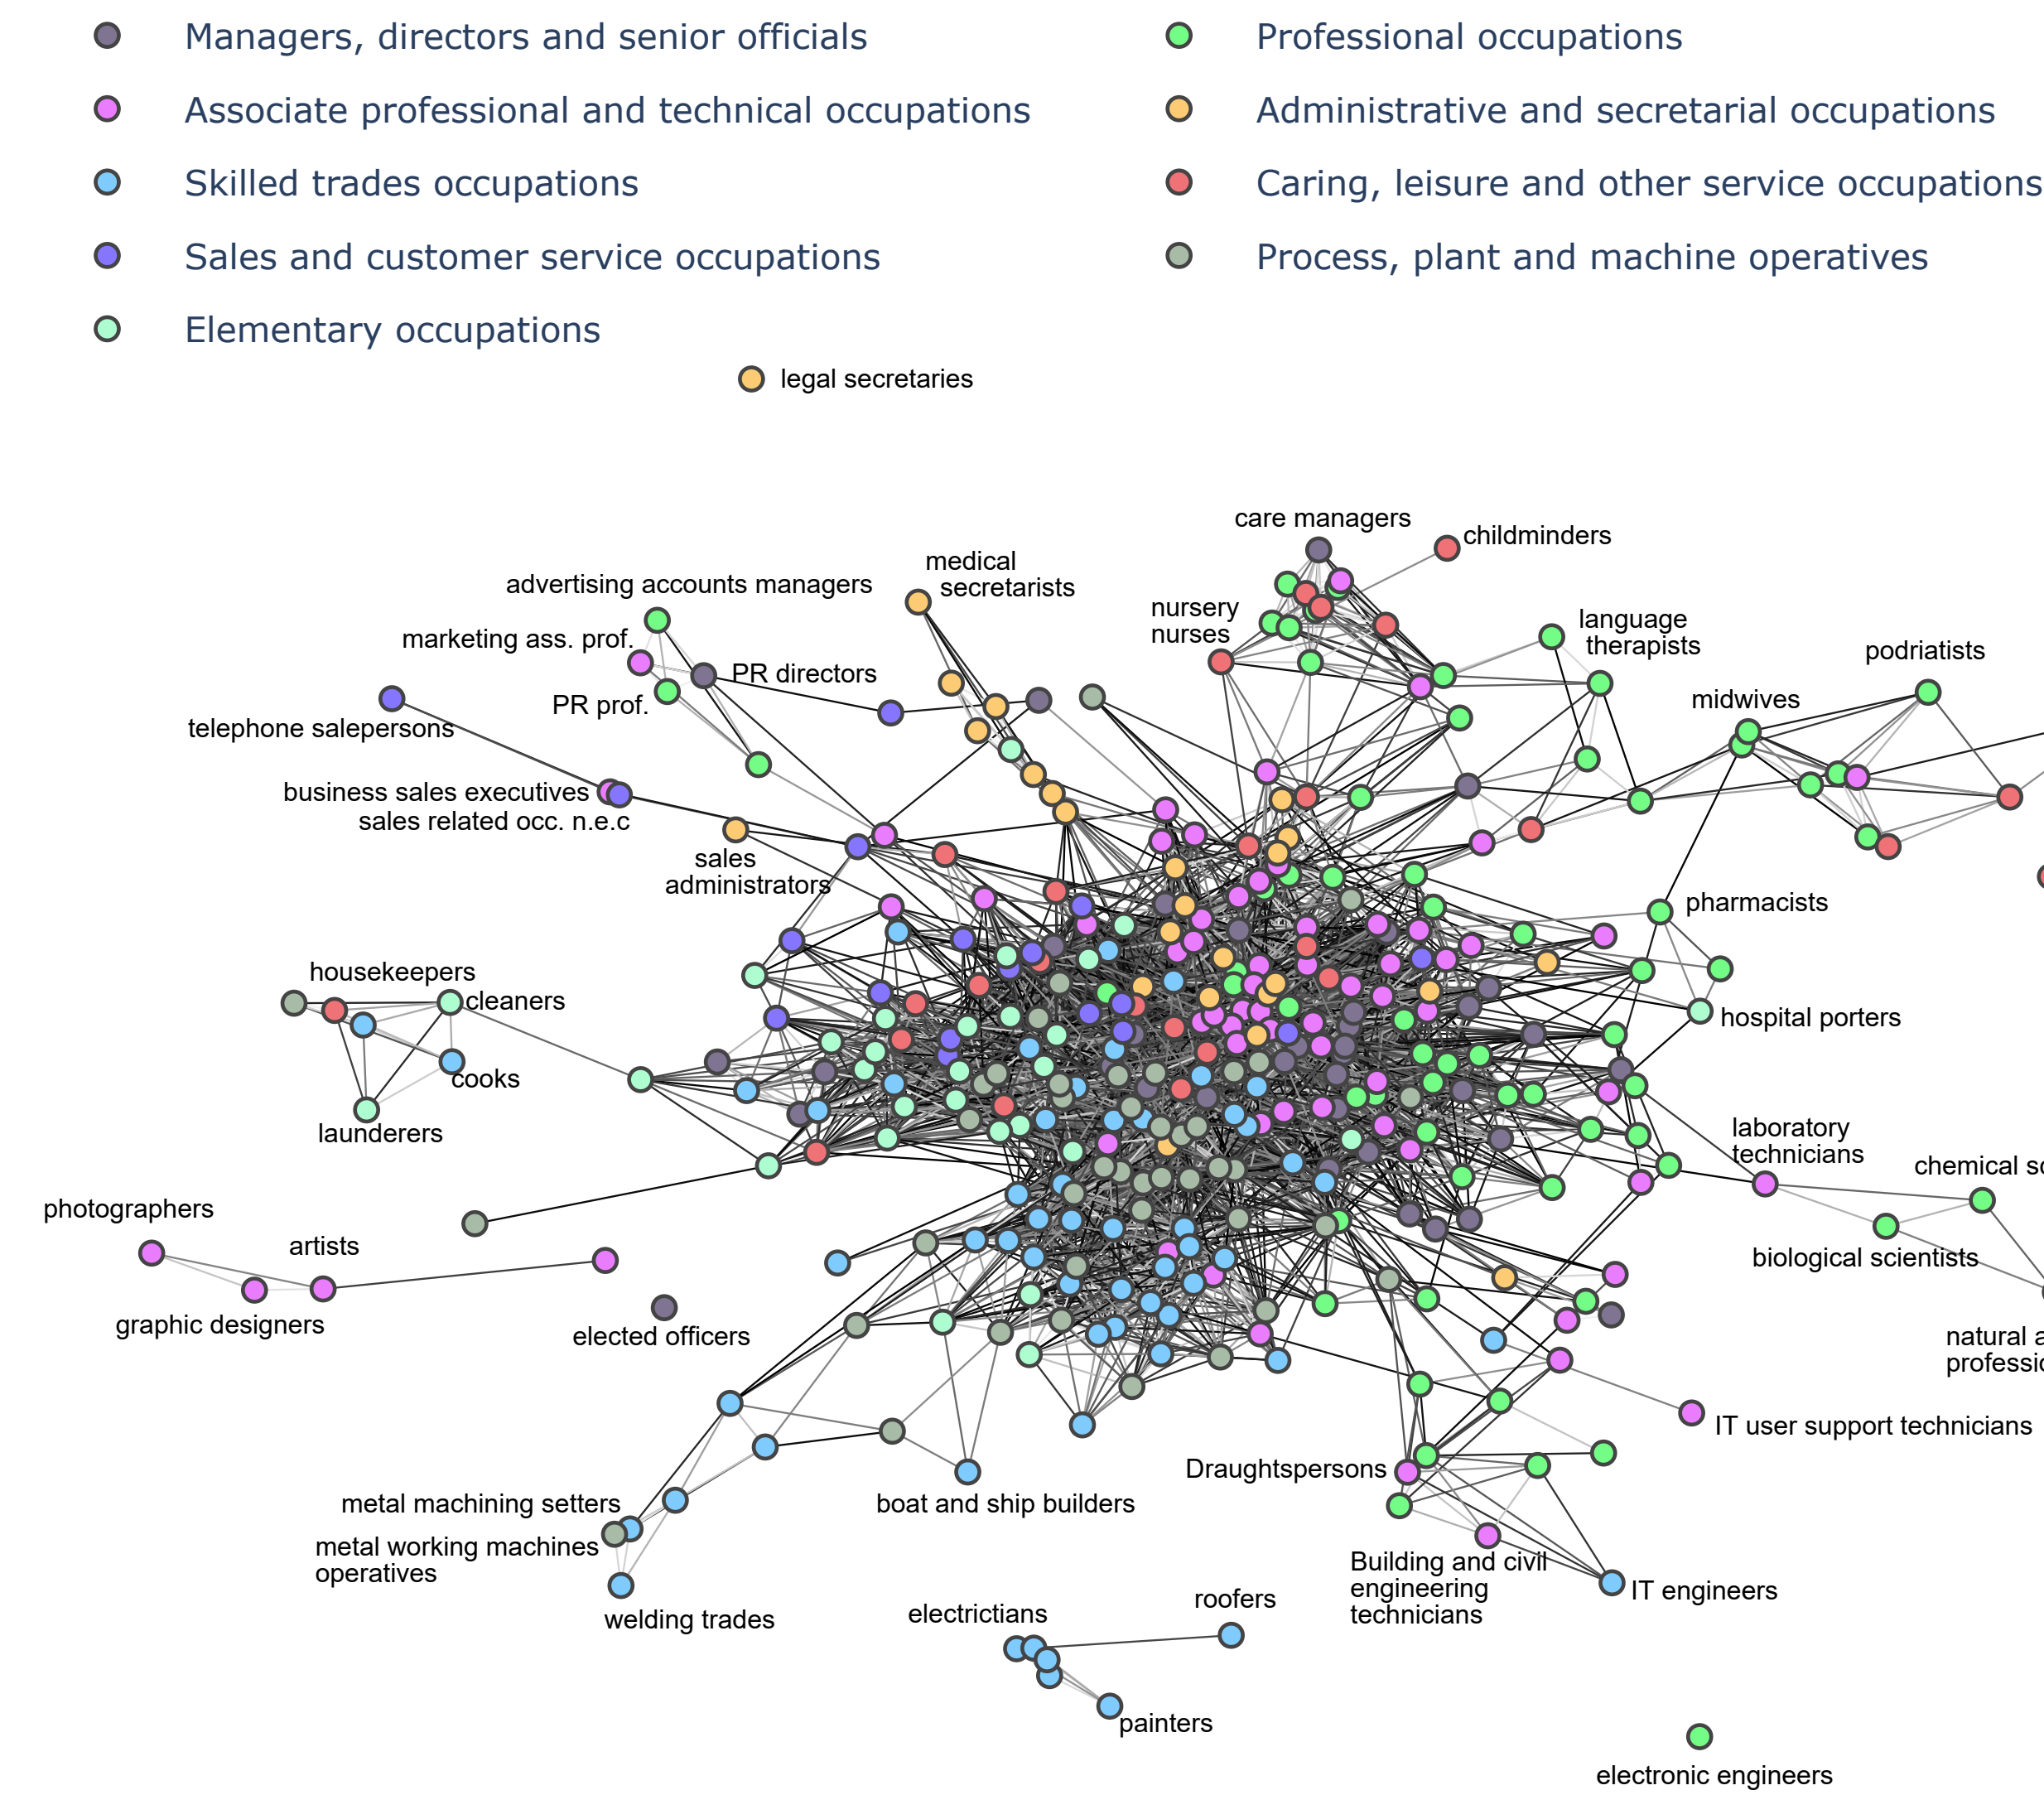 Managers, directors and senior officials
Professional occupations
Associate professional and technical occupations
Administrative and secretarial occupations
Skilled trades occupations
Caring, leisure and other service occupations
Sales and customer service occupations
Process, plant and machine operatives
Elementary occupations
legal secretaries
care managers
childminders
medical
secretarists
advertising accounts managers
nursery
nurses
language
therapists
marketing ass. prof.
PR directors
podriatists
PR prof.
midwives
telephone salepersons
business sales executives
sales related occ. n.e.c
sales
administrators
pharmacists
housekeepers
cleaners
hospital porters
cooks
launderers
laboratory
technicians
chemical sc
photographers
artists
biological scientists
graphic designers
elected officers
natural a
professio
IT user support technicians
Draughtspersons
metal machining setters
boat and ship builders
metal working machines
operatives
Building and civil
engineering
technicians
IT engineers
welding trades
electrictians
roofers
painters
electronic engineers